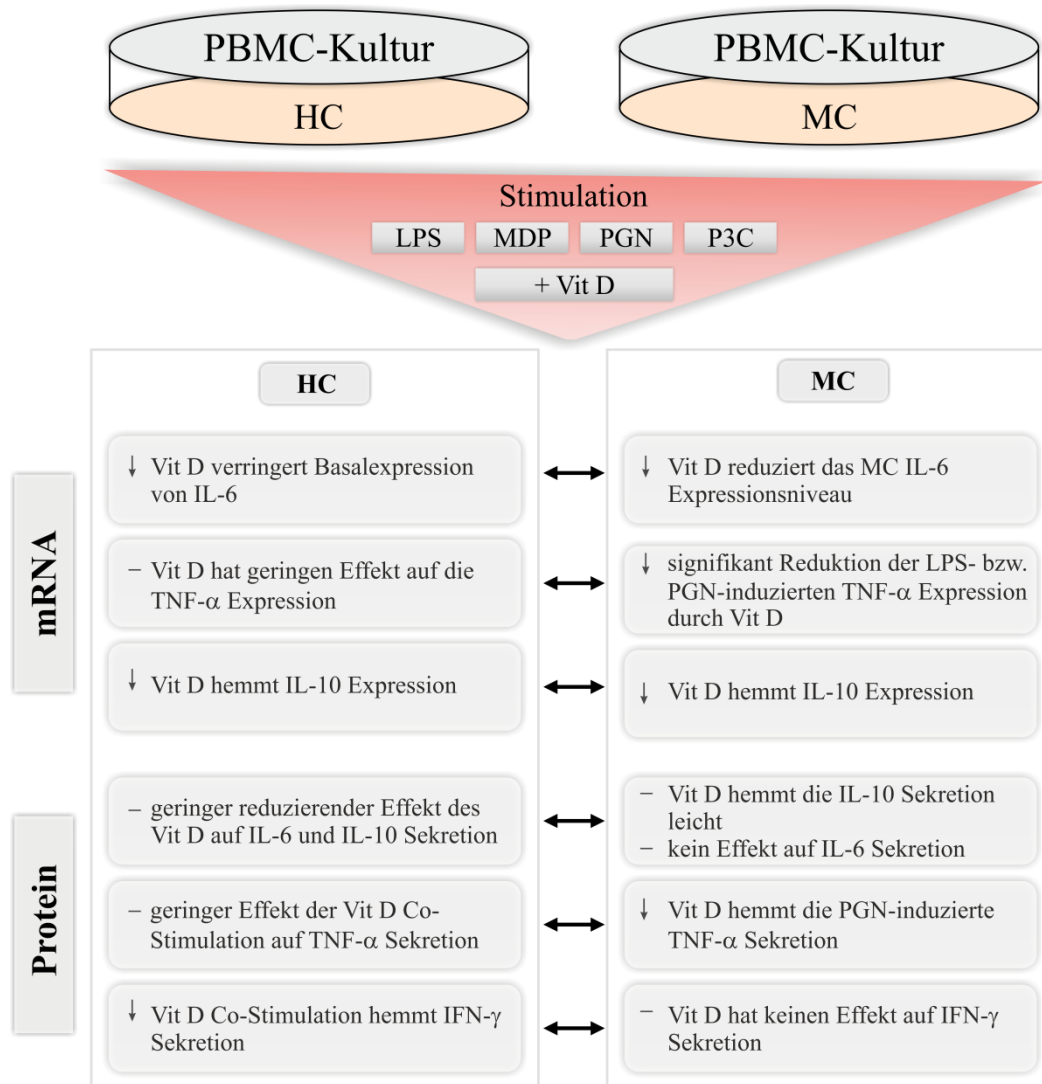 PBMC-Kultur
HC
PBMC-Kultur
MC
Stimulation
LPS
MDP
PGN
P3C
+ Vit D
HC
MC
mRNA
↓ Vit D verringert Basalexpression
von IL-6
↓ Vit D reduziert das MC IL-6
Expressionsniveau
– Vit D hat geringen Effekt auf die
TNF-α Expression
↓ signifikant Reduktion der LPS- bzw.
PGN-induzierten TNF-α Expression
durch Vit D
↓ Vit D hemmt IL-10 Expression
↓ Vit D hemmt IL-10 Expression
Protein
– geringer reduzierender Effekt des
Vit D auf IL-6 und IL-10 Sekretion
– Vit D hemmt die IL-10 Sekretion
leicht
– kein Effekt auf IL-6 Sekretion
– geringer Effekt der Vit D Co-
Stimulation auf TNF-α Sekretion
↓ Vit D hemmt die PGN-induzierte
TNF-α Sekretion
↓ Vit D Co-Stimulation hemmt IFN-γ
Sekretion
– Vit D hat keinen Effekt auf IFN-γ
Sekretion